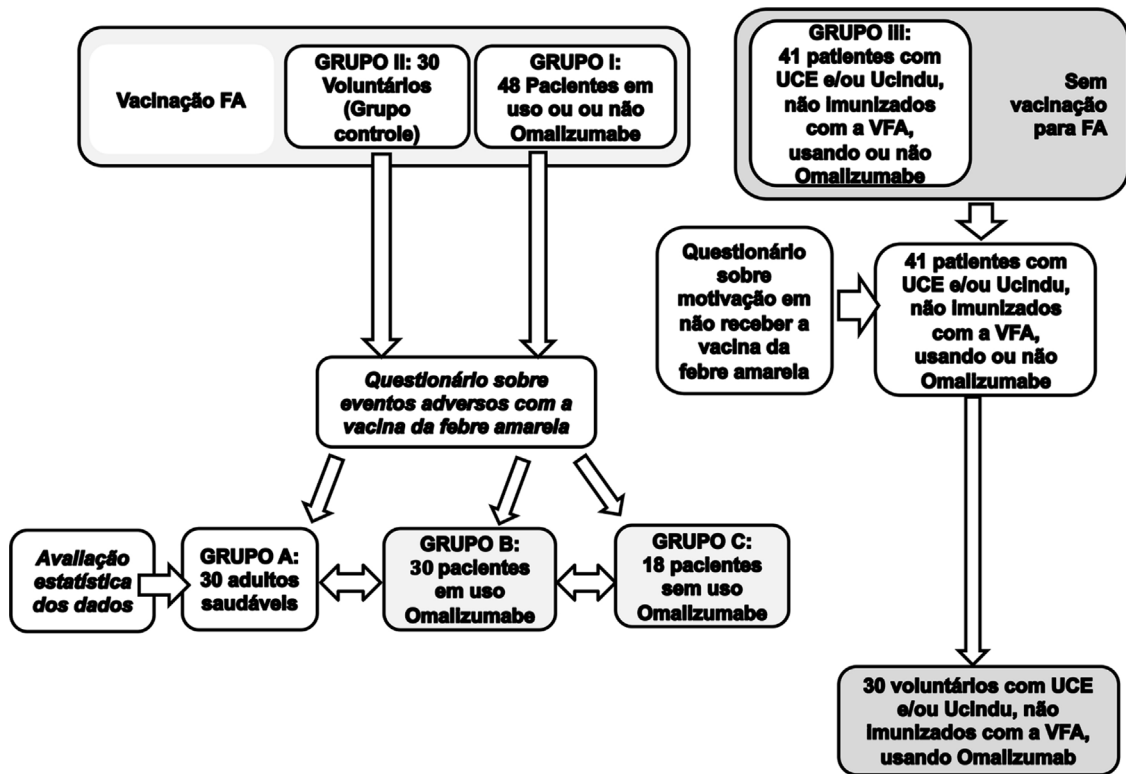 Vacinação FA
GRUPO II: 30
Voluntários
(Grupo
controle)
GRUPO I:
48 Pacientes em
uso ou ou não
Omalizumabe
GRUPO III:
41 patientes com
UCE e/ou UcIndu,
não imunizados
com a VFA,
usando ou não
Omalizumabe
Sem
vacinação
para FA
Questionário
sobre
motivação em
não receber a
vacina da
febre amarela
41 patientes com
UCE e/ou UcIndu,
não imunizados
com a VFA,
usando ou não
Omalizumabe
Questionário sobre
eventos adversos com a
vacina da febre amarela
Avaliação
estatística
dos dados
GRUPO A:
30 adultos
saudáveis
GRUPO B:
30 pacientes
em uso
Omalizumabe
GRUPO C:
18 pacientes
sem uso
Omalizumabe
30 voluntários com UCE
e/ou UcIndu, não
imunizados com a VFA,
usando Omalizumab